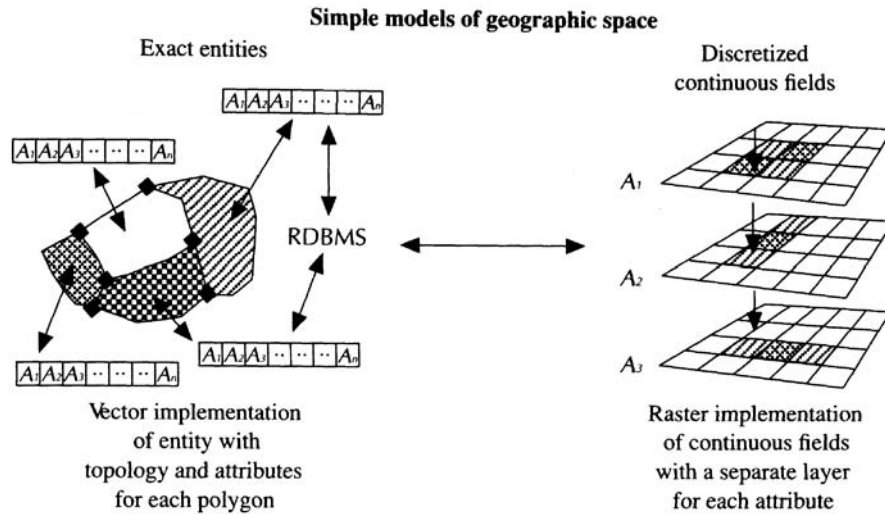 Simple models of geographic space
Exact entities
A1 A2 A3 ·· ·· ·· An
A1 A2 A3 ·· ·· ·· An
RDBMS
A1 A2 A3 ·· ·· ·· An
A1 A2 A3 ·· ·· ·· An
Vector implementation
of entity with
topology and attributes
for each polygon
Discretized
continuous fields
A1
A2
A3
Raster implementation
of continuous fields
with a separate layer
for each attribute